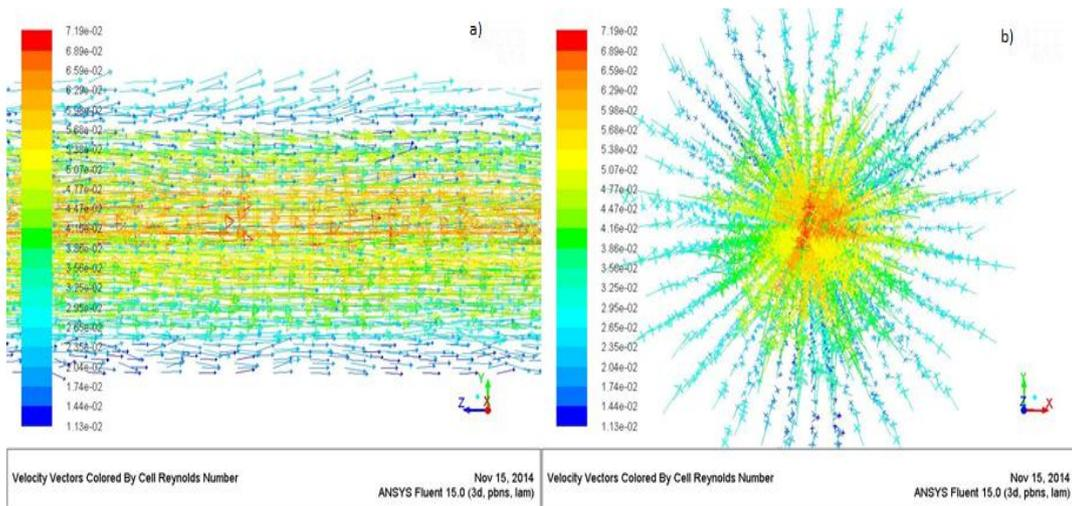 a)
7.19e-02
6.89e-02
6.59e-02
6.29e-02
5.98e-02
5.68e-02
5.38e-02
5.07e-02
4.77e-02
4.47e-02
4.16e-02
3.86e-02
3.56e-02
3.25e-02
2.95e-02
2.65e-02
2.35e-02
2.04e-02
1.74e-02
1.44e-02
1.13e-02
Y
Z
X
Velocity Vectors Colored By Cell Reynolds Number
Nov 15, 2014
ANSYS Fluent 15.0 (3d, pbns, lam)
b)
7.19e-02
6.89e-02
6.59e-02
6.29e-02
5.98e-02
5.68e-02
5.38e-02
5.07e-02
4.77e-02
4.47e-02
4.16e-02
3.86e-02
3.56e-02
3.25e-02
2.95e-02
2.65e-02
2.35e-02
2.04e-02
1.74e-02
1.44e-02
1.13e-02
Y
Z
X
Velocity Vectors Colored By Cell Reynolds Number
Nov 15, 2014
ANSYS Fluent 15.0 (3d, pbns, lam)